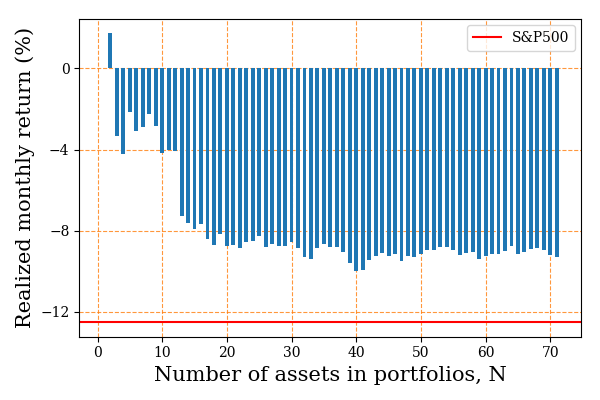 S&P500
Realized monthly return (%)
0
−4
−8
−12
0 10 20 30 40 50 60 70
Number of assets in portfolios, N